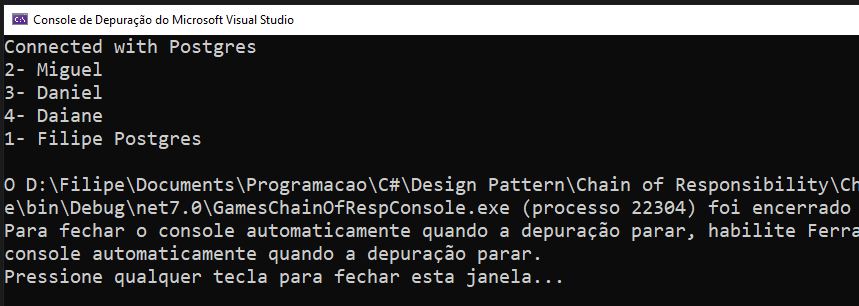 C:\ Console de Depuração do Microsoft Visual Studio
Connected with Postgres
2- Miguel
3- Daniel
4- Daiane
1- Filipe Postgres
O D:\Filipe\Documents\Programacao\C#\Design Pattern\Chain of Responsibility\Ch
e\bin\Debug\net7.0\GamesChainOfRespConsole.exe (processo 22304) foi encerrado
Para fechar o console automaticamente quando a depuração parar, habilite Ferra
console automaticamente quando a depuração parar.
Pressione qualquer tecla para fechar esta janela...